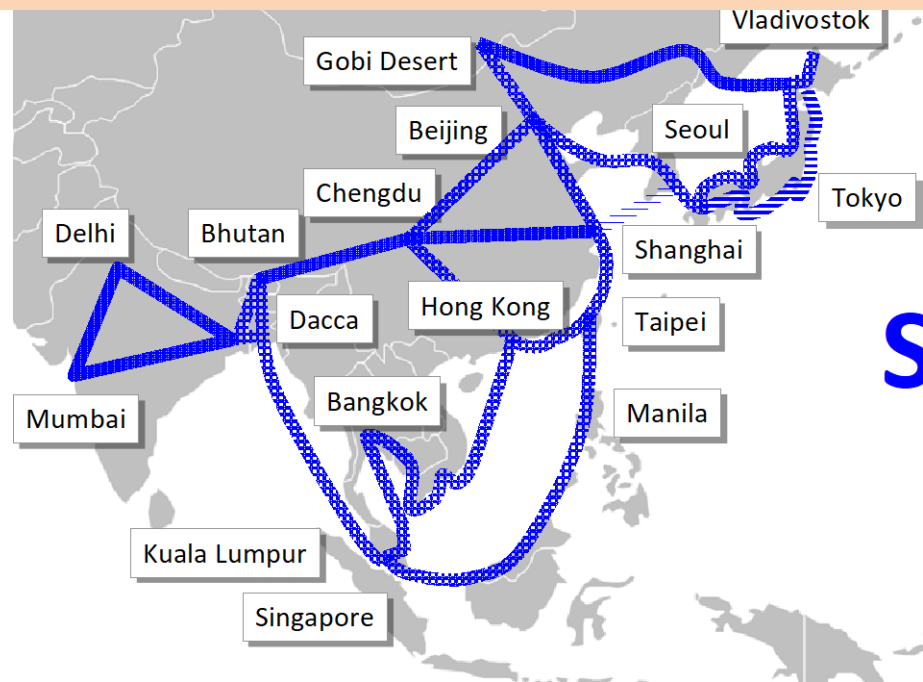 Vladivostok
Gobi Desert
Beijing
Seoul
Chengdu
Tokyo
Delhi
Bhutan
Shanghai
Dacca
Hong Kong
Taipei
S
Mumbai
Bangkok
Manila
Kuala Lumpur
Singapore